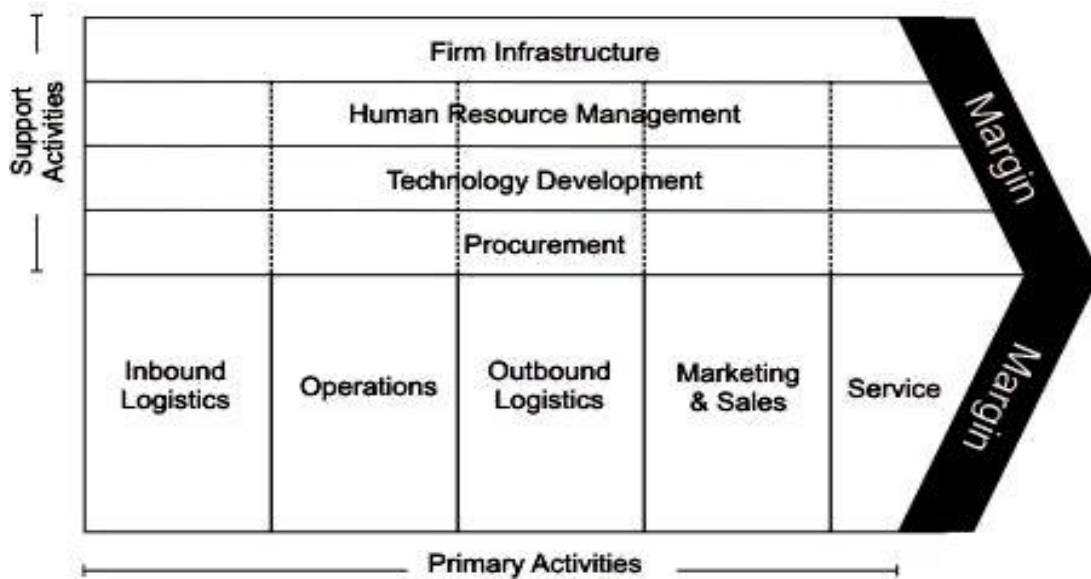 Support
Activities
Firm Infrastructure
Human Resource Management
Technology Development
Procurement
Inbound
Logistics
Operations
Outbound
Logistics
Marketing
& Sales
Service
Margin
Margin
Primary Activities